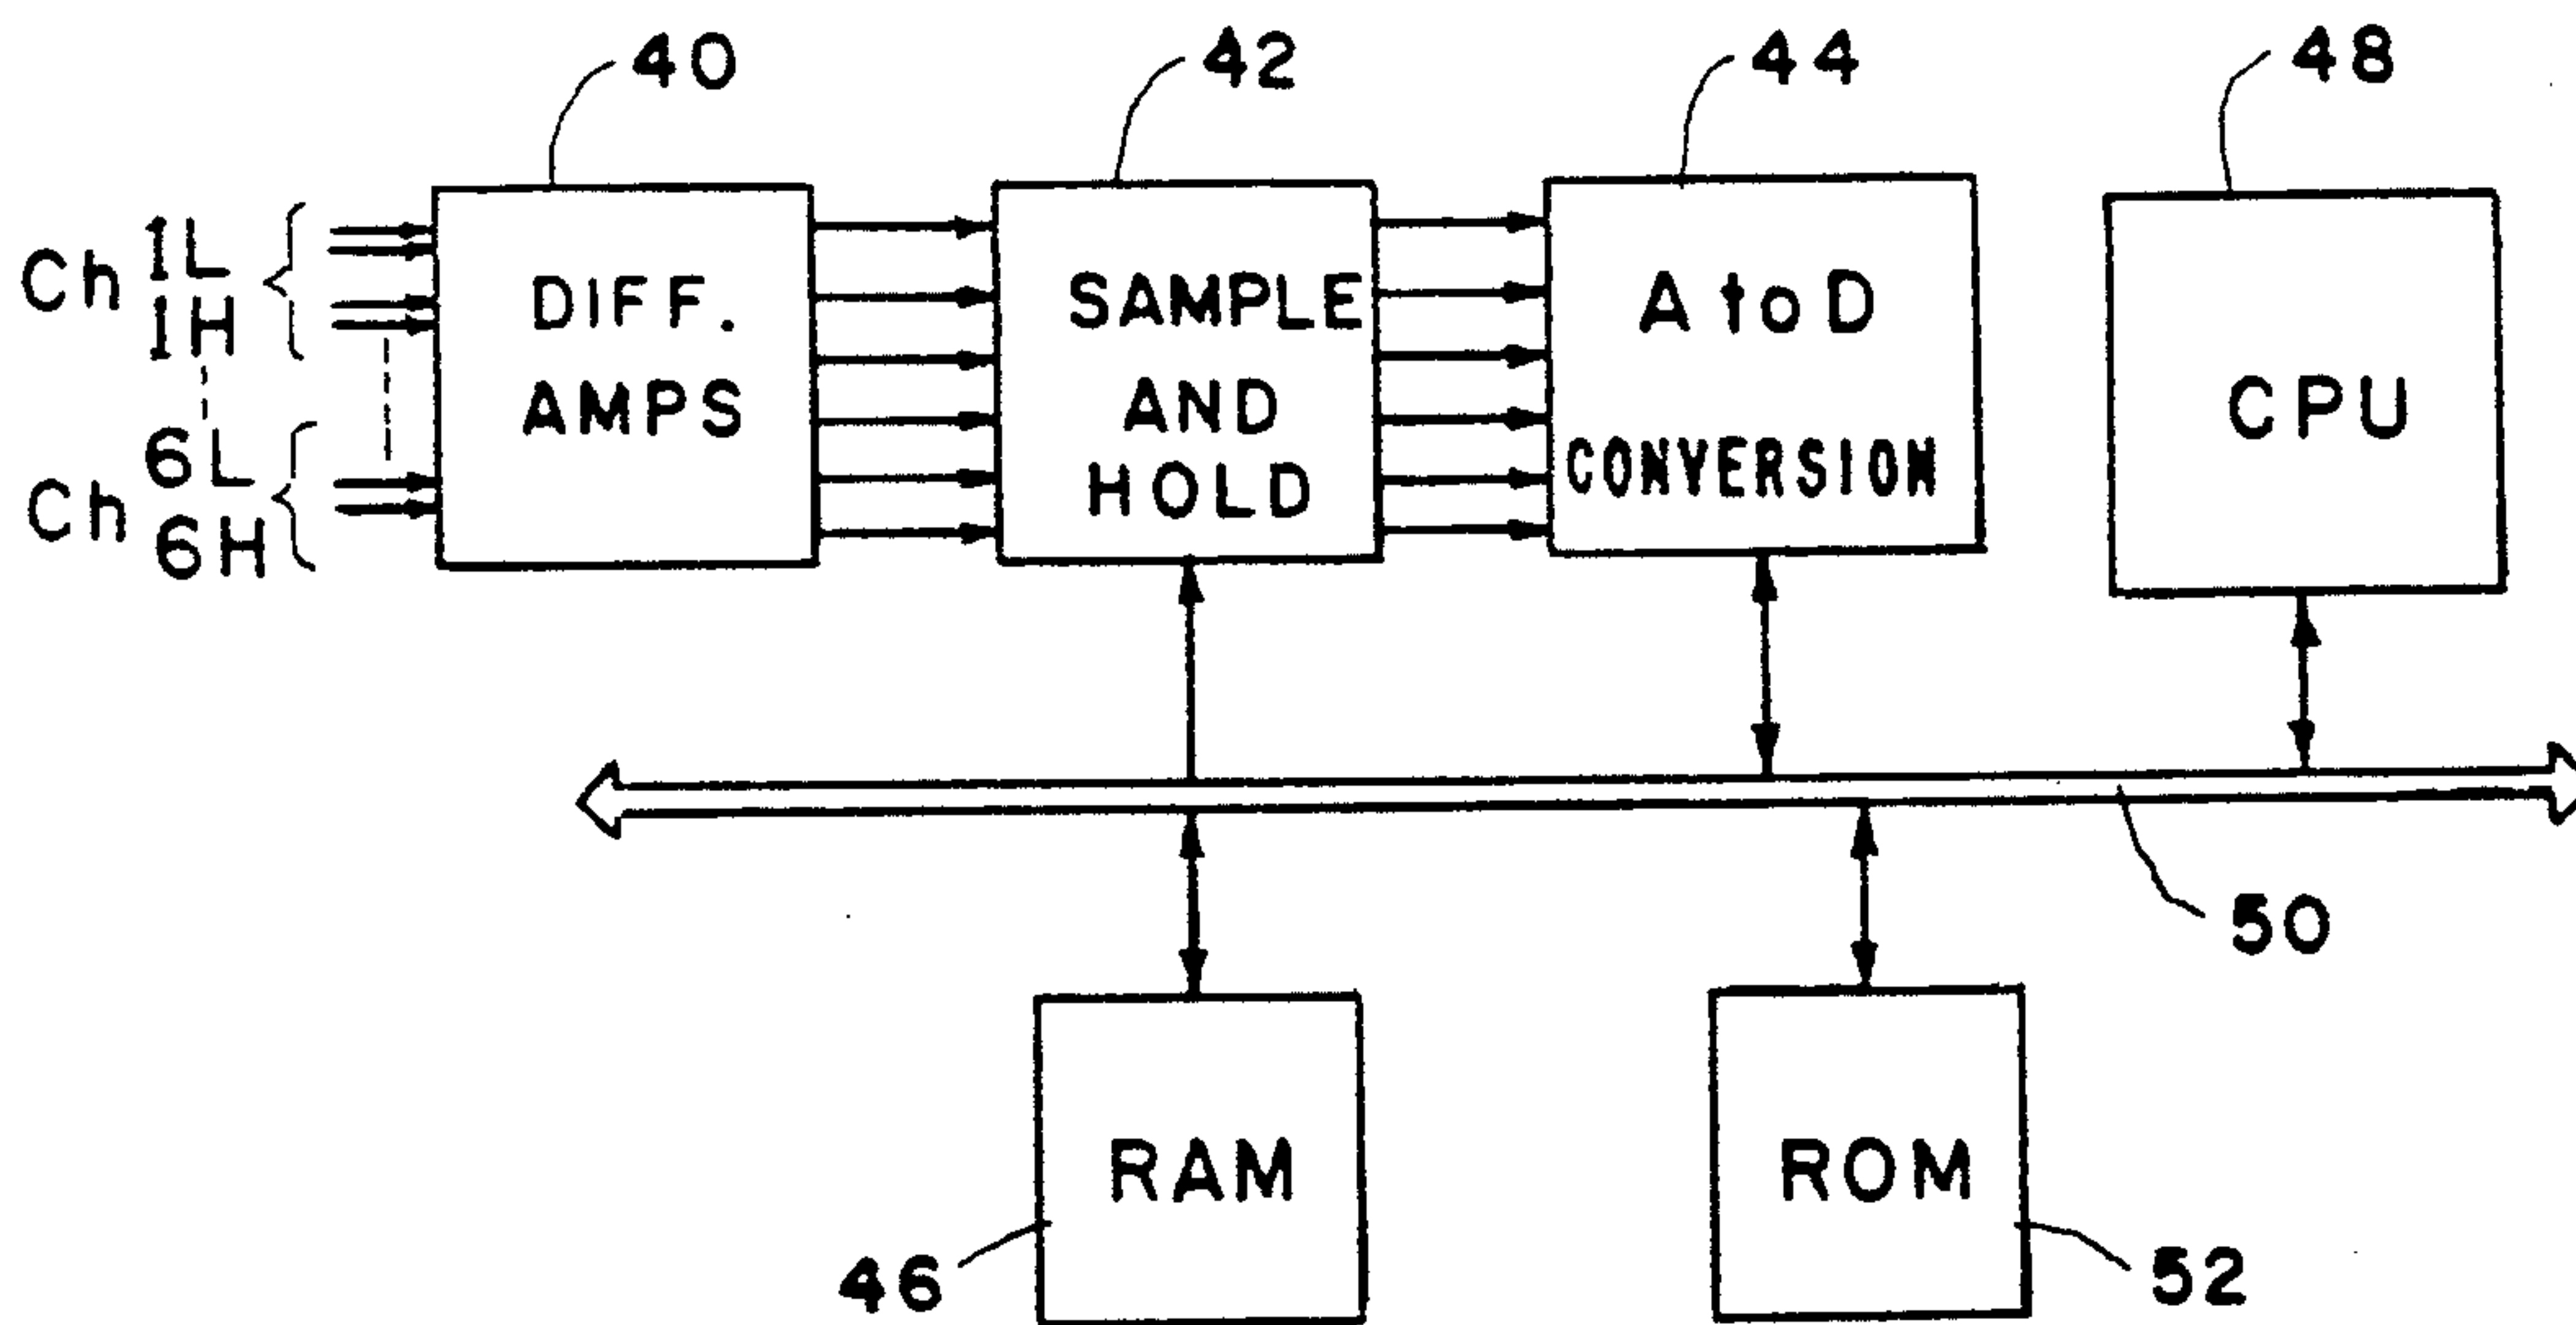 40
42
44
48
Ch 1L
1H
Ch 6L
6H
DIFF.
AMPS
SAMPLE
AND
HOLD
A to D
CONVERSION
CPU
50
RAM
46
ROM
52